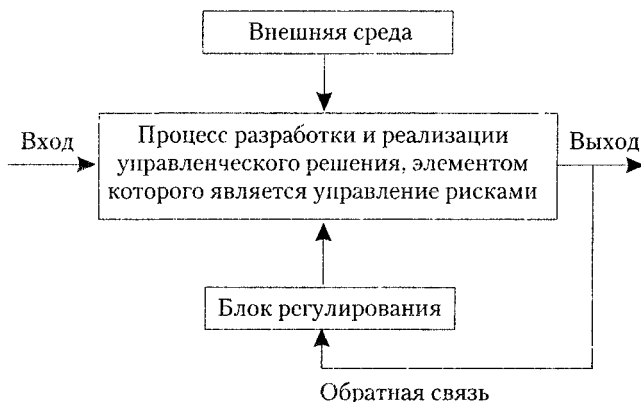 Внешняя среда
Вход
Процесс разработки и реализации
управленческого решения, элементом
которого является управление рисками
Выход
Блок регулирования
Обратная связь